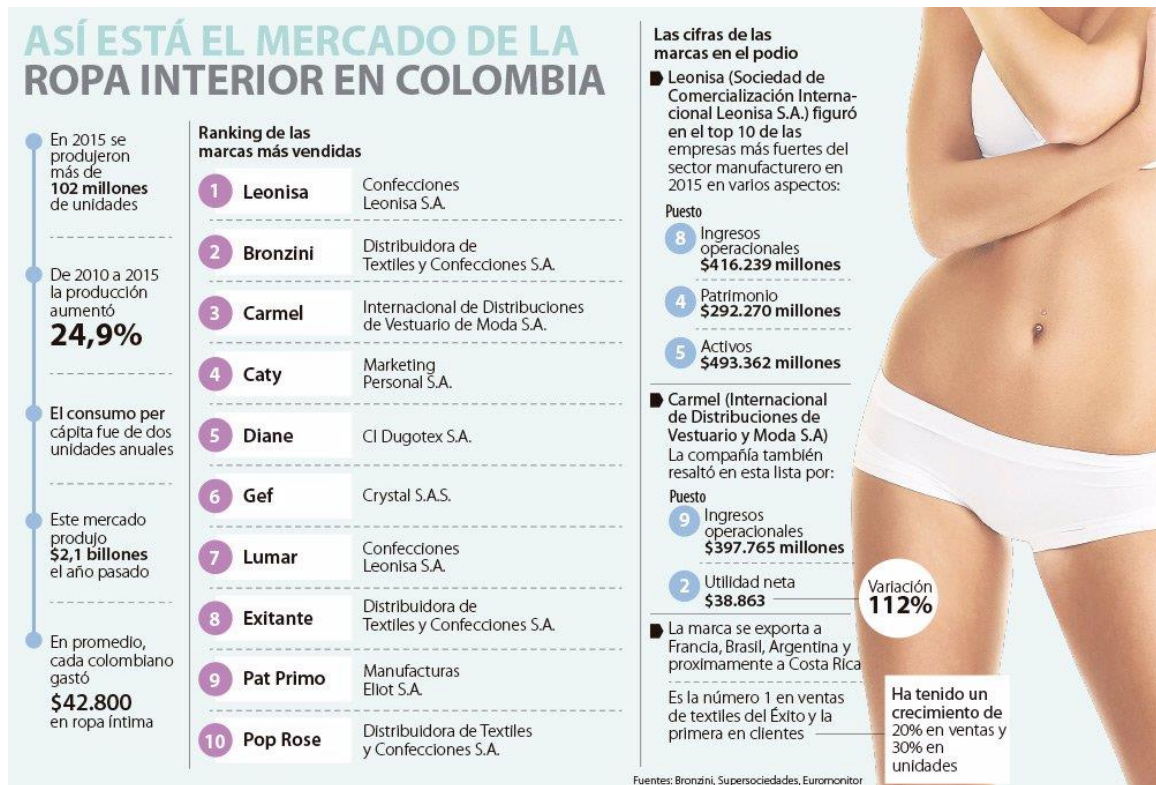 ASÍ ESTÁ EL MERCADO DE LA
ROPA INTERIOR EN COLOMBIA
En 2015 se
produjeron
más de
102 millones
de unidades
De 2010 a 2015
la producción
aumentó
24,9%
El consumo per
cápita fue de dos
unidades anuales
Este mercado
produjo
$2,1 billones
el año pasado
En promedio,
cada colombiano
gastó
$42.800
en ropa íntima
Ranking de las
marcas más vendidas
1 Leonisa
Confecciones
Leonisa S.A.
2 Bronzini
Distribuidora de
Textiles y Confecciones S.A.
3 Carmel
Internacional de Distribuciones
de Vestuario de Moda S.A.
4 Caty
Marketing
Personal S.A.
5 Diane
CI Dugotex S.A.
6 Gef
Crystal S.A.S.
7 Lumar
Confecciones
Leonisa S.A.
8 Exitante
Distribuidora de
Textiles y Confecciones S.A.
9 Pat Primo
Manufacturas
Eliot S.A.
10 Pop Rose
Distribuidora de Textiles
y Confecciones S.A.
Las cifras de las
marcas en el podio
Leonisa (Sociedad de
Comercialización Interna-
cional Leonisa S.A.) figuró
en el top 10 de las
empresas más fuertes del
sector manufacturero en
2015 en varios aspectos:
Puesto
8 Ingresos
operacionales
$416.239 millones
4 Patrimonio
$292.270 millones
5 Activos
$493.362 millones
Carmel (Internacional
de Distribuciones de
Vestuario y Moda S.A)
La compañía también
resaltó en esta lista por:
Puesto
9 Ingresos
operacionales
$397.765 millones
2 Utilidad neta
$38.863
Variación
112%
La marca se exporta a
Francia, Brasil, Argentina y
proximamente a Costa Rica
Es la número 1 en ventas
de textiles del Éxito y la
primera en clientes
Ha tenido un
crecimiento de
20% en ventas y
30% en
unidades
Fuentes: Bronzini, Supersociedades, Euromonitor